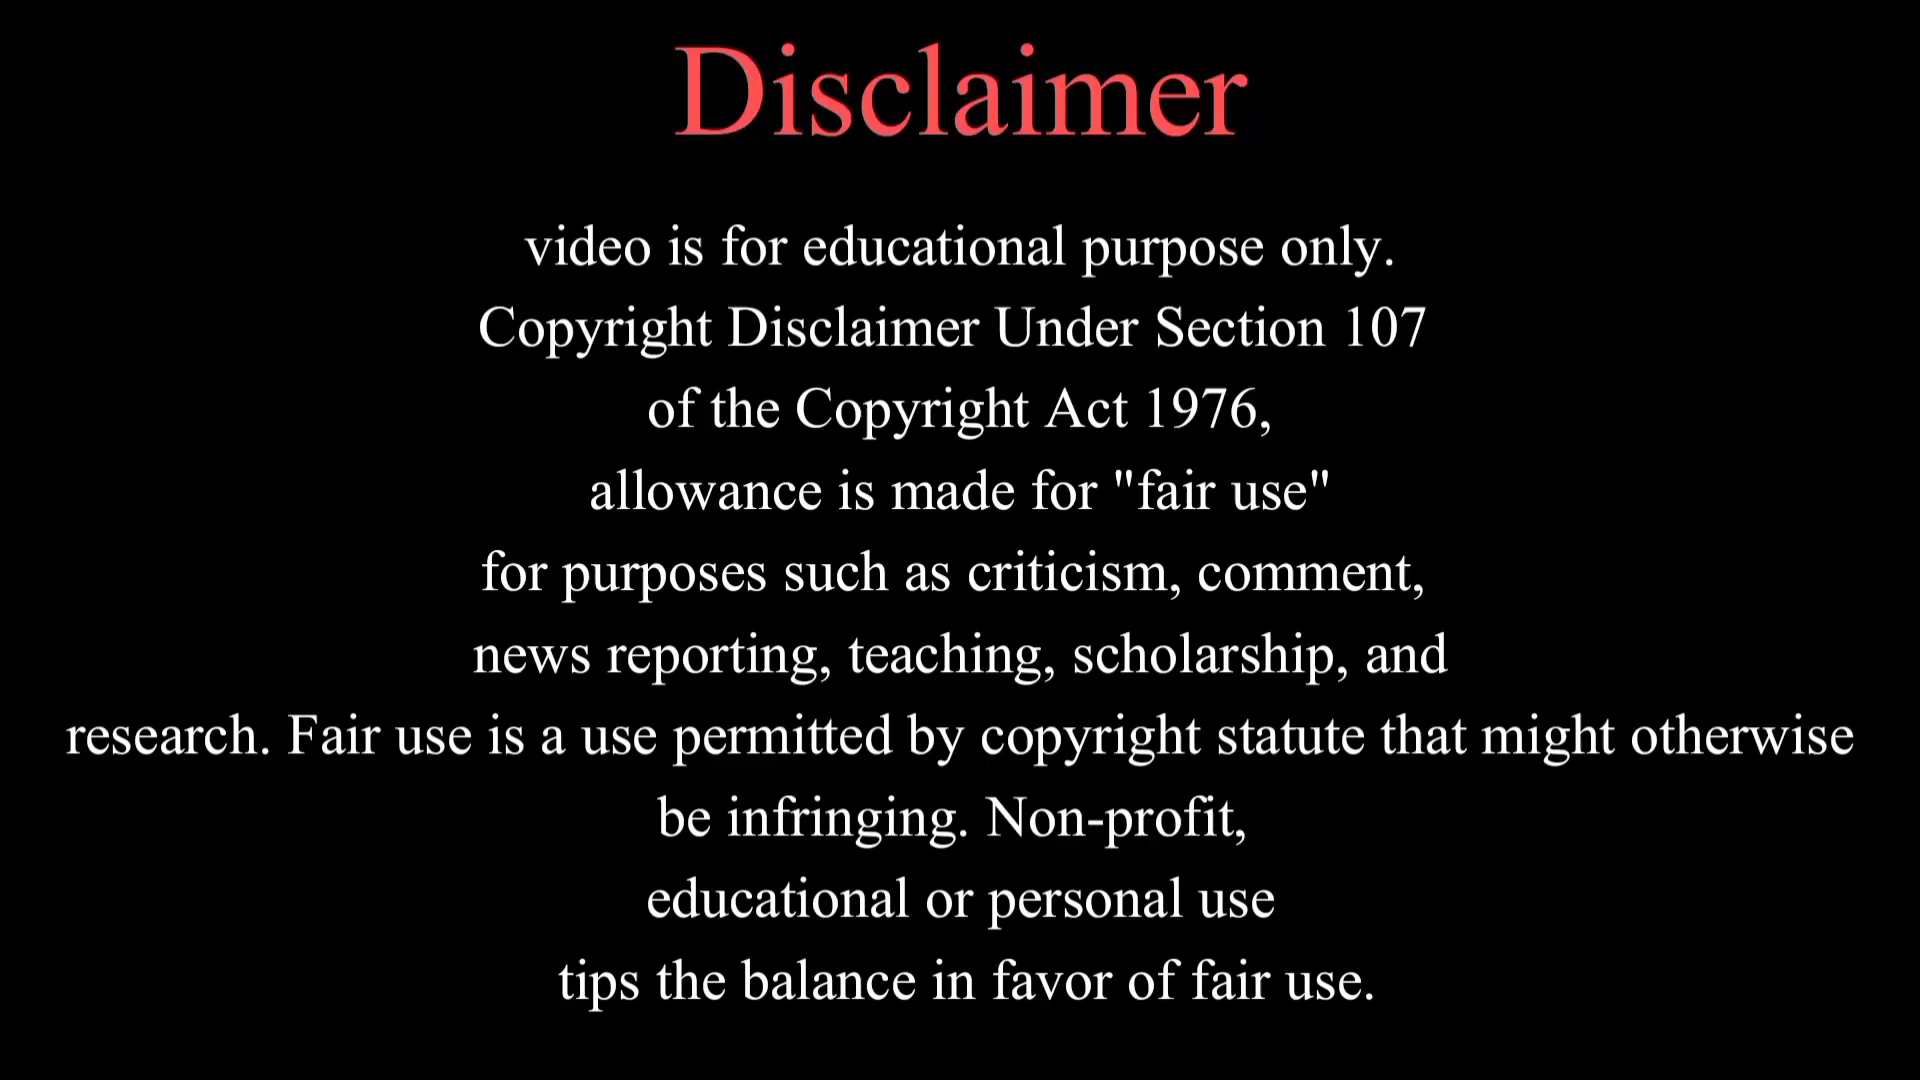 Disclaimer
video is for educational purpose only.
Copyright Disclaimer Under Section 107
of the Copyright Act 1976,
allowance is made for "fair use"
for purposes such as criticism, comment,
news reporting, teaching, scholarship, and
research. Fair use is a use permitted by copyright statute that might otherwise
be infringing. Non-profit,
educational or personal use
tips the balance in favor of fair use.